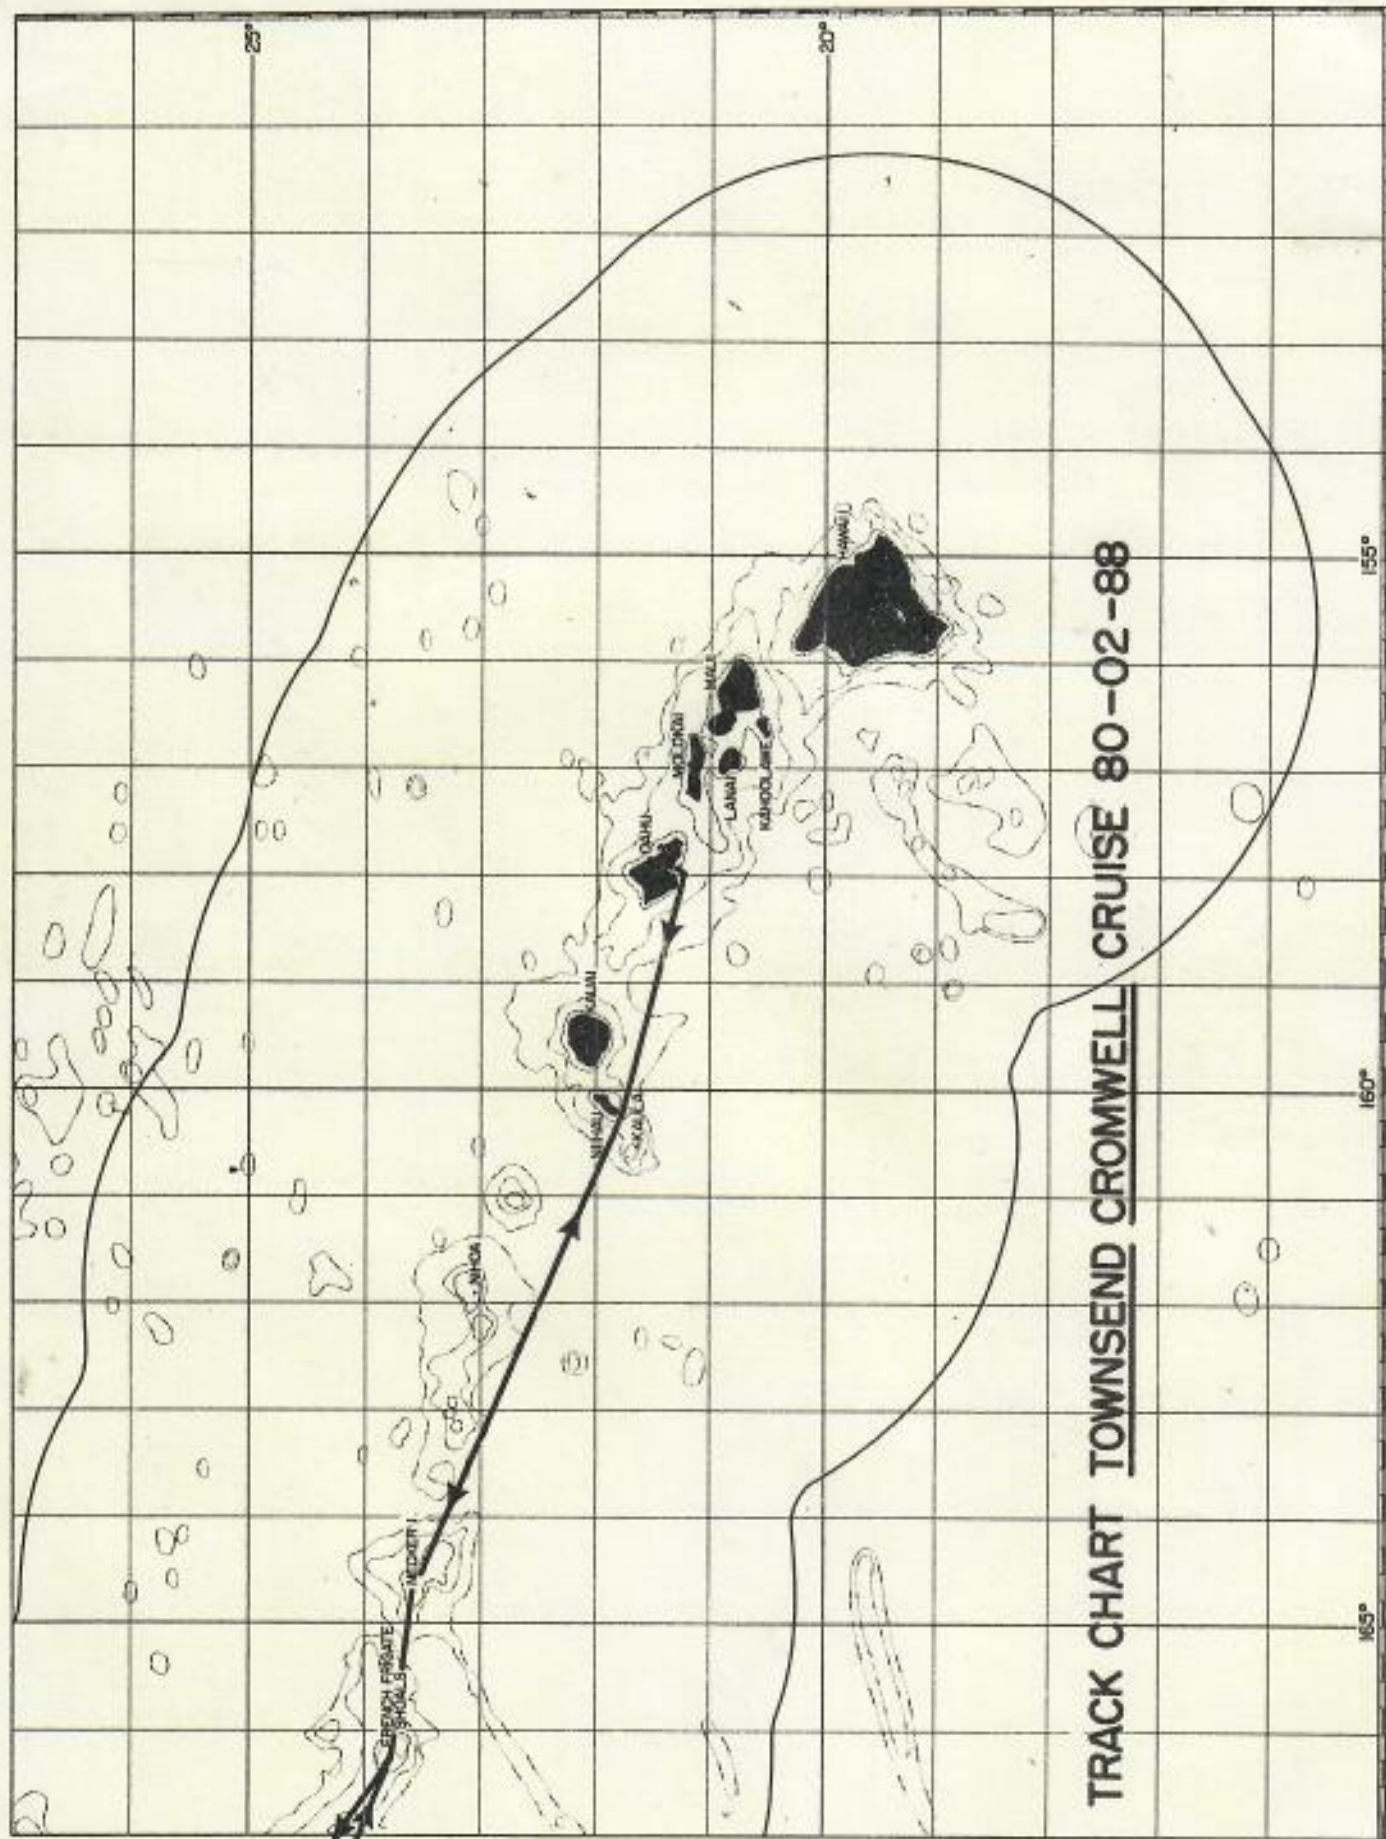 TRACK CHART TOWNSEND CROMWELL CRUISE 80-02-88
25°
20°
155°
160°
165°
FRENCH FRIGATE
SHOALS
NECKER I.
NIHOA
NIIHAU
KAULA
KAUAI
OAHU
MOLOKAI
LANAI
KAHOOLAWE
MAUI
HAWAII